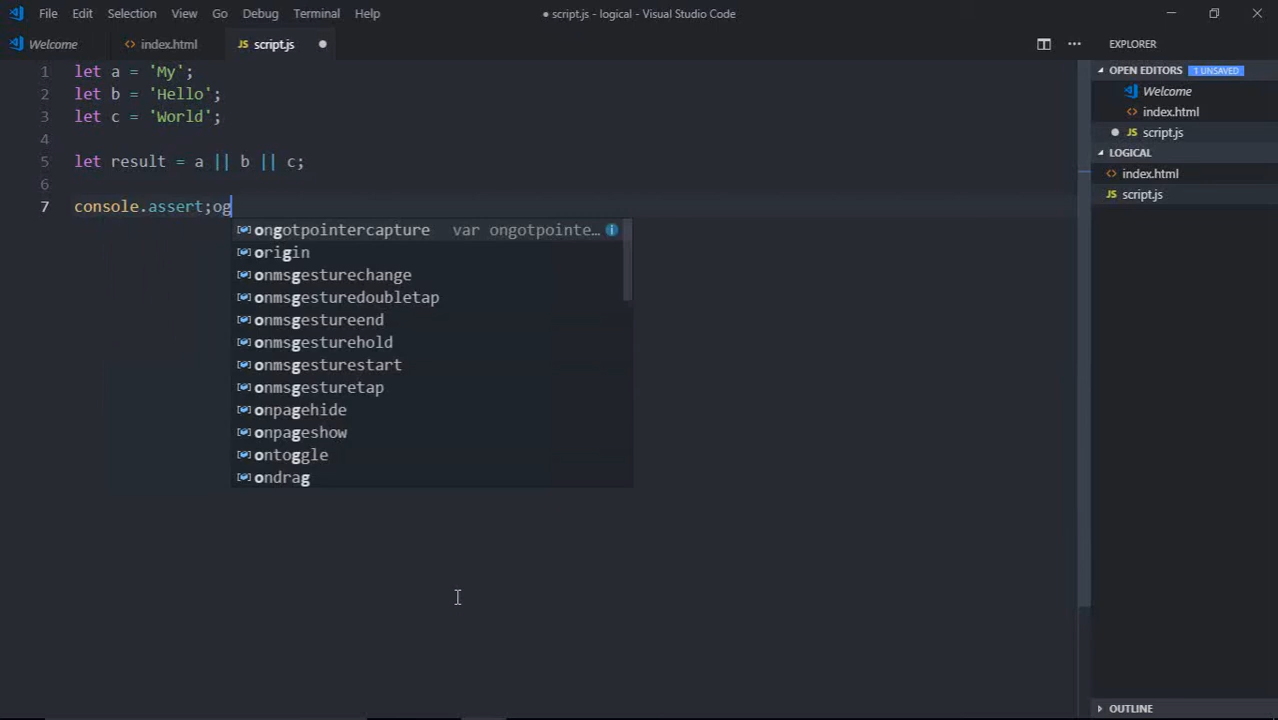 File Edit Selection View Go Debug Terminal Help ● script.js - logical - Visual Studio Code
Welcome index.html JS script.js ● ··· EXPLORER
1 let a = 'My';
2 let b = 'Hello';
3 let c = 'World';
4
5 let result = a || b || c;
6
7 console.assert;og
ongotpointercapture var ongotpointe…
origin
onmsgesturechange
onmsgesturedoubletap
onmsgestureend
onmsgesturehold
onmsgesturestart
onmsgesturetap
onpagehide
onpageshow
ontoggle
ondrag
OPEN EDITORS 1 UNSAVED
Welcome
index.html
● JS script.js
LOGICAL
index.html
JS script.js
OUTLINE